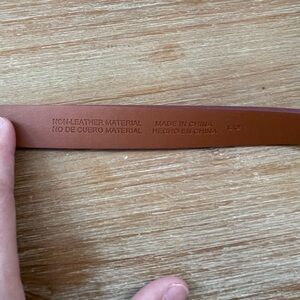 NON-LEATHER MATERIAL MADE IN CHINA
NO DE CUERO MATERIAL HECHO EN CHINA